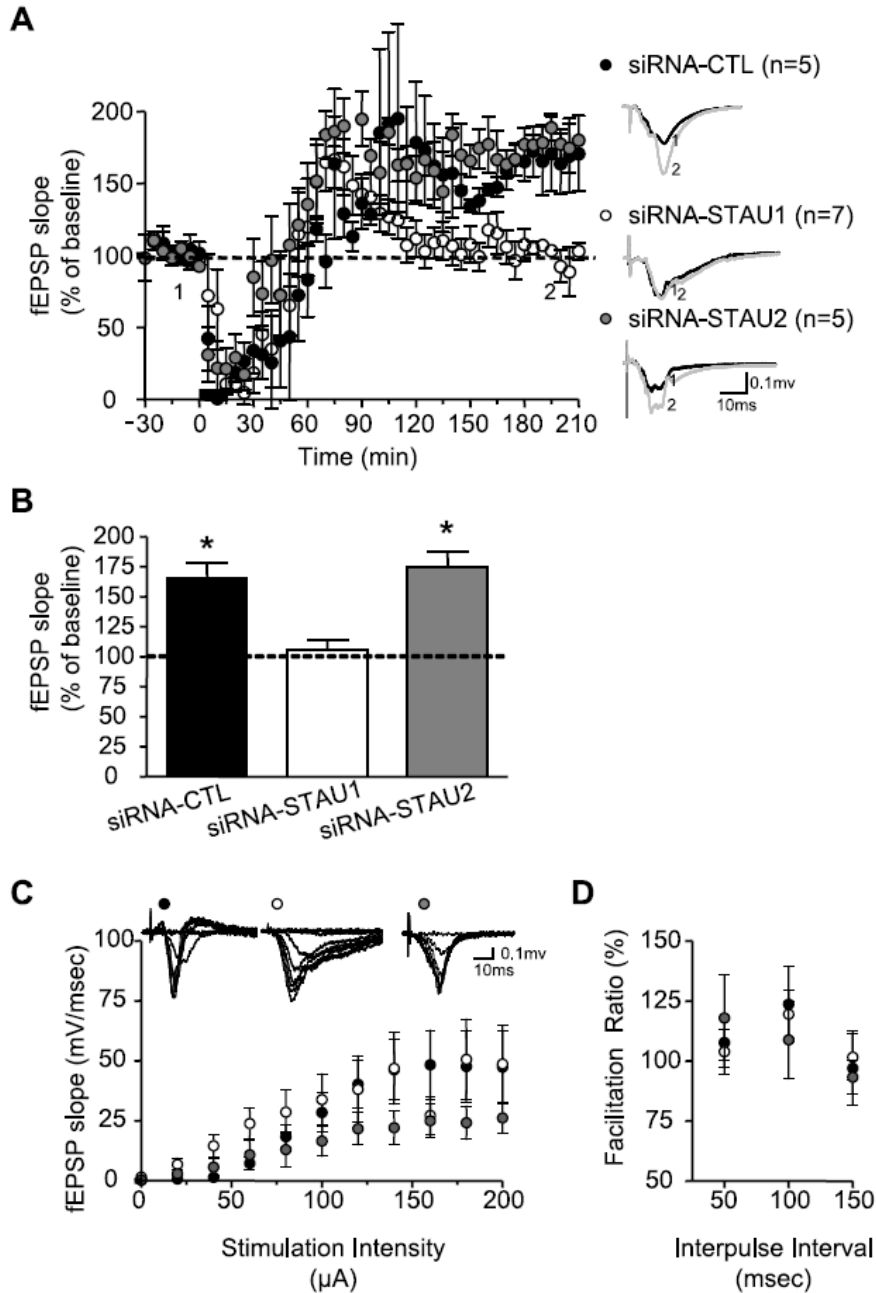 A
siRNA-CTL (n=5)
siRNA-STAU1 (n=7)
siRNA-STAU2 (n=5)
fEPSP slope
(% of baseline)
200
150
100
50
0
1
2
-30
0
30
60
90
120
150
180
210
Time (min)
1
2
1
2
1
2
0.1mv
10ms
B
fEPSP slope
(% of baseline)
200
175
150
125
100
75
50
25
0
*
*
siRNA-CTL
siRNA-STAU1
siRNA-STAU2
C
fEPSP slope (mV/msec)
100
75
50
25
0
0.1mv
10ms
0
50
100
150
200
Stimulation Intensity
(µA)
D
Facilitation Ratio (%)
150
125
100
75
50
50
100
150
Interpulse Interval
(msec)